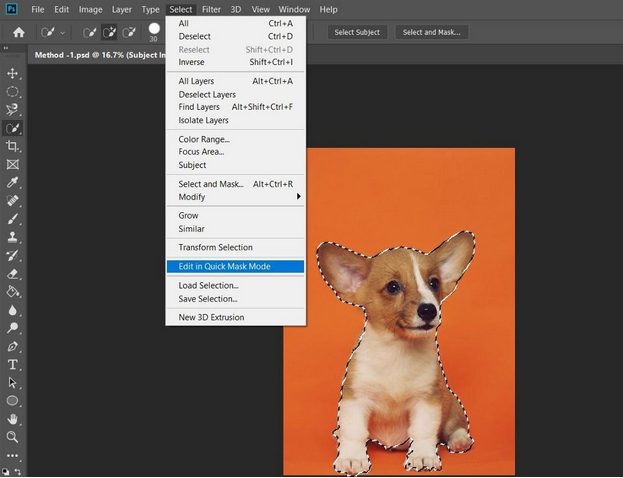 Ps File Edit Image Layer Type Select Filter 3D View Window Help
30 Select Subject Select and Mask...
Method -1.psd @ 16.7% (Subject
All Ctrl+A
Deselect Ctrl+D
Reselect Shift+Ctrl+D
Inverse Shift+Ctrl+I
All Layers Alt+Ctrl+A
Deselect Layers
Find Layers Alt+Shift+Ctrl+F
Isolate Layers
Color Range...
Focus Area...
Subject
Select and Mask... Alt+Ctrl+R
Modify
Grow
Similar
Transform Selection
Edit in Quick Mask Mode
Load Selection...
Save Selection...
New 3D Extrusion
T